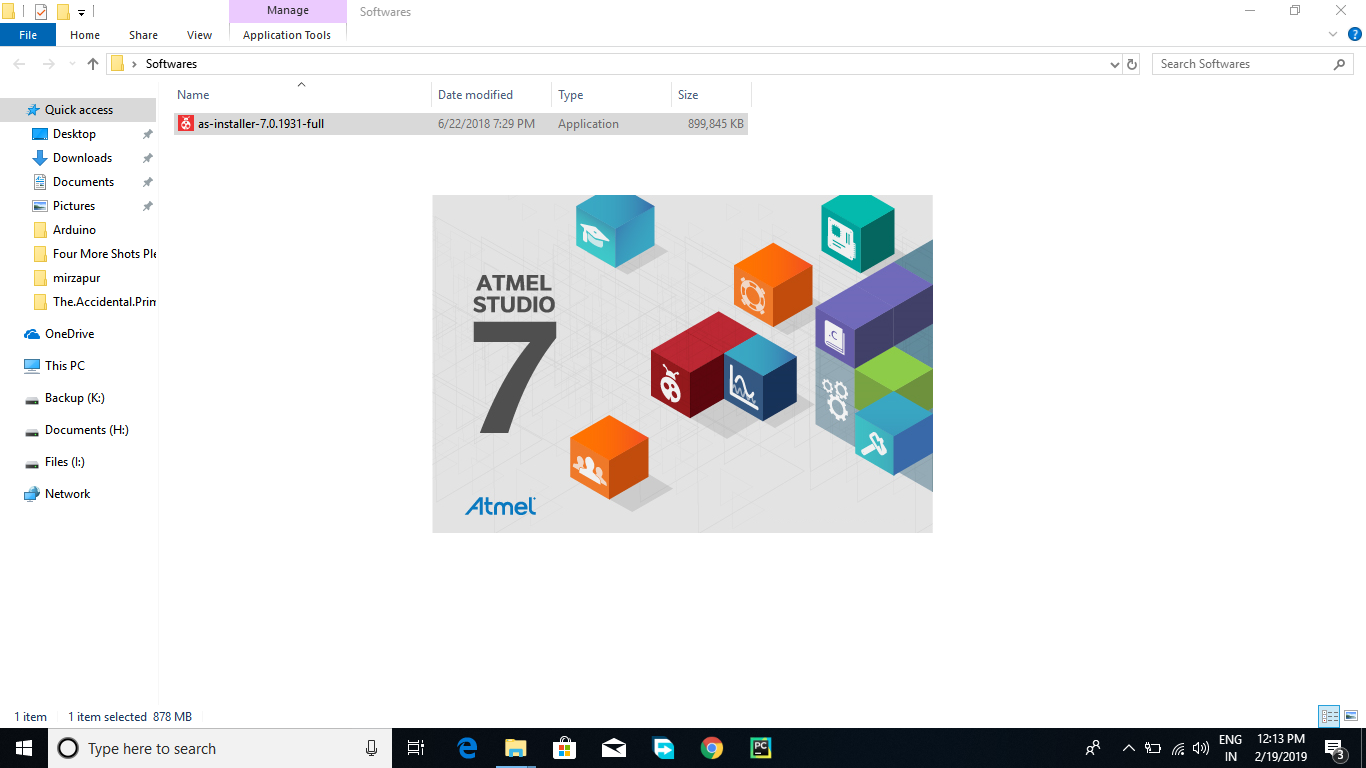 Manage
Softwares
File
Home
Share
View
Application Tools
Softwares
Search Softwares
Name
Date modified
Type
Size
Quick access
as-installer-7.0.1931-full
6/22/2018 7:29 PM
Application
899,845 KB
Desktop
Downloads
Documents
Pictures
Arduino
Four More Shots Ple
mirzapur
The.Accidental.Prim
OneDrive
This PC
Backup (K:)
Documents (H:)
Files (I:)
Network
ATMEL
STUDIO
7
.C
Atmel
1 item
1 item selected 878 MB
Type here to search
PC
ENG
IN
12:13 PM
2/19/2019
3